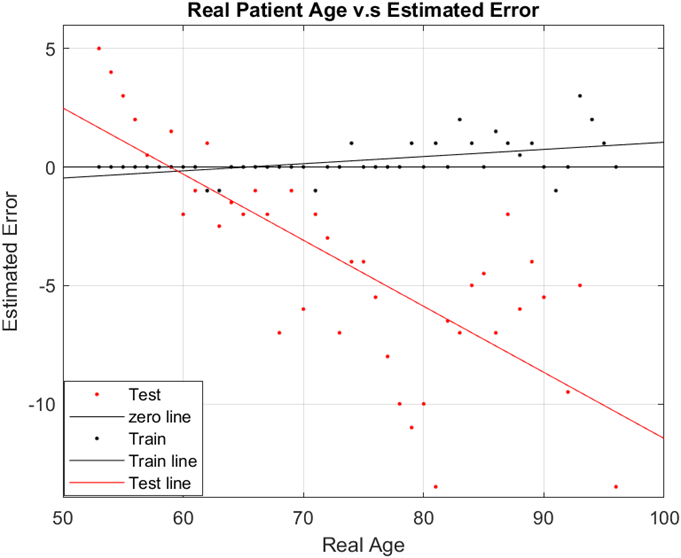 Real Patient Age v.s Estimated Error
5
0
-5
-10
Estimated Error
Test
zero line
Train
Train line
Test line
50 60 70 80 90 100
Real Age